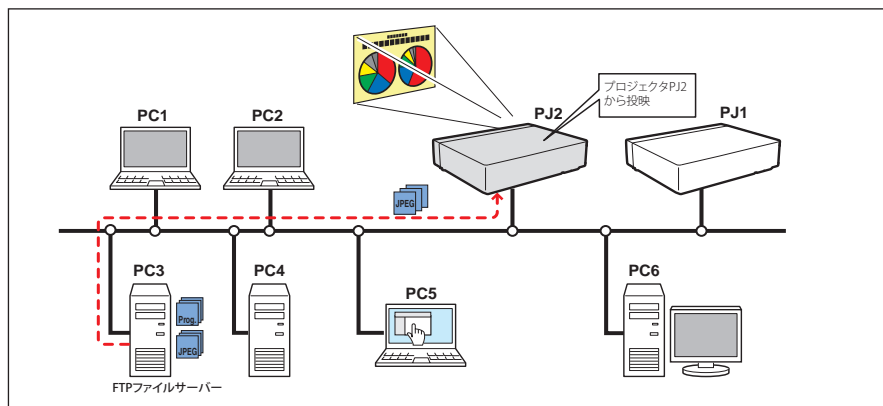 プロジェクタPJ2
から投映
PC1
PC2
PJ2
PJ1
JPEG
PC3
PC4
PC5
PC6
Prog.
JPEG
FTPファイルサーバー